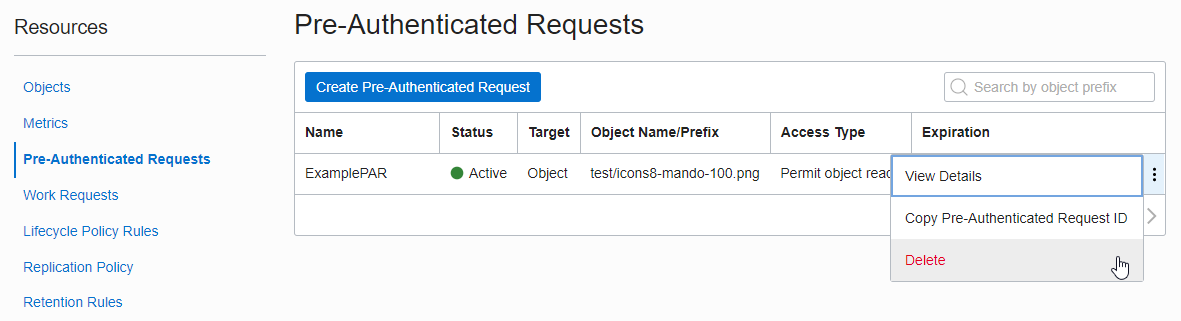 Resources
Objects
Metrics
Pre-Authenticated Requests
Work Requests
Lifecycle Policy Rules
Replication Policy
Retention Rules
Pre-Authenticated Requests
Create Pre-Authenticated Request
Search by object prefix
Name Status Target Object Name/Prefix Access Type Expiration
ExamplePAR Active Object test/icons8-mando-100.png Permit object reac
View Details
Copy Pre-Authenticated Request ID
Delete